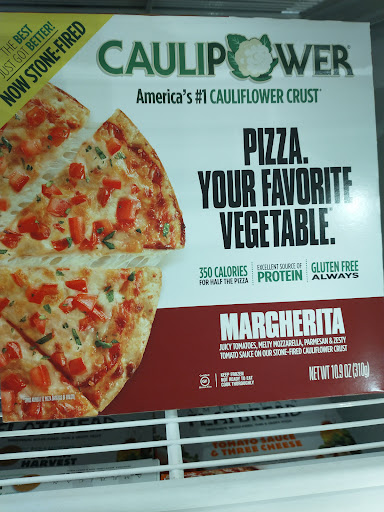 THE BEST
JUST GOT BETTER!
NOW STONE-FIRED
CAULIPOWER
America's #1 CAULIFLOWER CRUST
PIZZA.
YOUR FAVORITE
VEGETABLE.
350 CALORIES
FOR HALF THE PIZZA
EXCELLENT SOURCE OF
PROTEIN
GLUTEN FREE
ALWAYS
MARGHERITA
JUICY TOMATOES, MELTY MOZZARELLA, PARMESAN & ZESTY
TOMATO SAUCE ON OUR STONE-FIRED CAULIFLOWER CRUST
GF
KEEP FROZEN
NOT READY TO EAT
COOK THOROUGHLY
NET WT 10.9 OZ (310g)
FLATBREAD
HARVEST
FLATBREAD
TOMATO SAUCE
& THREE CHEESE